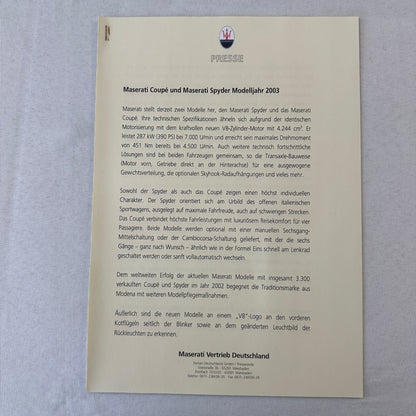 PRESSE
Maserati Coupé und Maserati Spyder Modelljahr 2003
Maserati stellt derzeit zwei Modelle her, den Maserati Spyder und das Maserati
Coupé. Ihre technischen Spezifikationen ähneln sich aufgrund der identischen
Motorisierung mit dem kraftvollen neuen V8-Zylinder-Motor mit 4.244 cm³. Er
leistet 287 kW (390 PS) bei 7.000 U/min und erreicht sein maximales Drehmoment
von 451 Nm bereits bei 4.500 U/min. Auch weitere technisch fortschrittliche
Lösungen sind bei beiden Fahrzeugen gemeinsam, so die Transaxle-Bauweise
(Motor vorn, Getriebe direkt an der Hinterachse) für eine ausgewogene
Gewichtsverteilung, die optionalen Skyhook-Radaufhängungen und vieles mehr.
Sowohl der Spyder als auch das Coupé zeigen einen höchst individuellen
Charakter. Der Spyder orientiert sich am Urbild des offenen italienischen
Sportwagens, ausgelegt auf maximale Fahrfreude, auch auf schwierigen Strecken.
Das Coupé verbindet höchste Fahrleistungen mit luxuriösem Reisekomfort für vier
Passagiere. Beide Modelle werden optional mit einer manuellen Sechsgang-
Mittelschaltung oder der Cambiocorsa-Schaltung geliefert, mit der die sechs
Gänge – ganz nach Wunsch – ähnlich wie in der Formel Eins schnell am Lenkrad
geschaltet werden oder sanft vollautomatisch wechseln.
Dem weltweiten Erfolg der aktuellen Maserati Modelle mit insgesamt 3.300
verkauften Coupé und Spyder im Jahr 2002 begegnet die Traditionsmarke aus
Modena mit weiteren Modellpflegemaßnahmen.
Äußerlich sind die neuen Modelle an einem „V8“-Logo an den vorderen
Kotflügeln seitlich der Blinker sowie an dem geänderten Leuchtbild der
Rückleuchten zu erkennen.
Maserati Vertrieb Deutschland